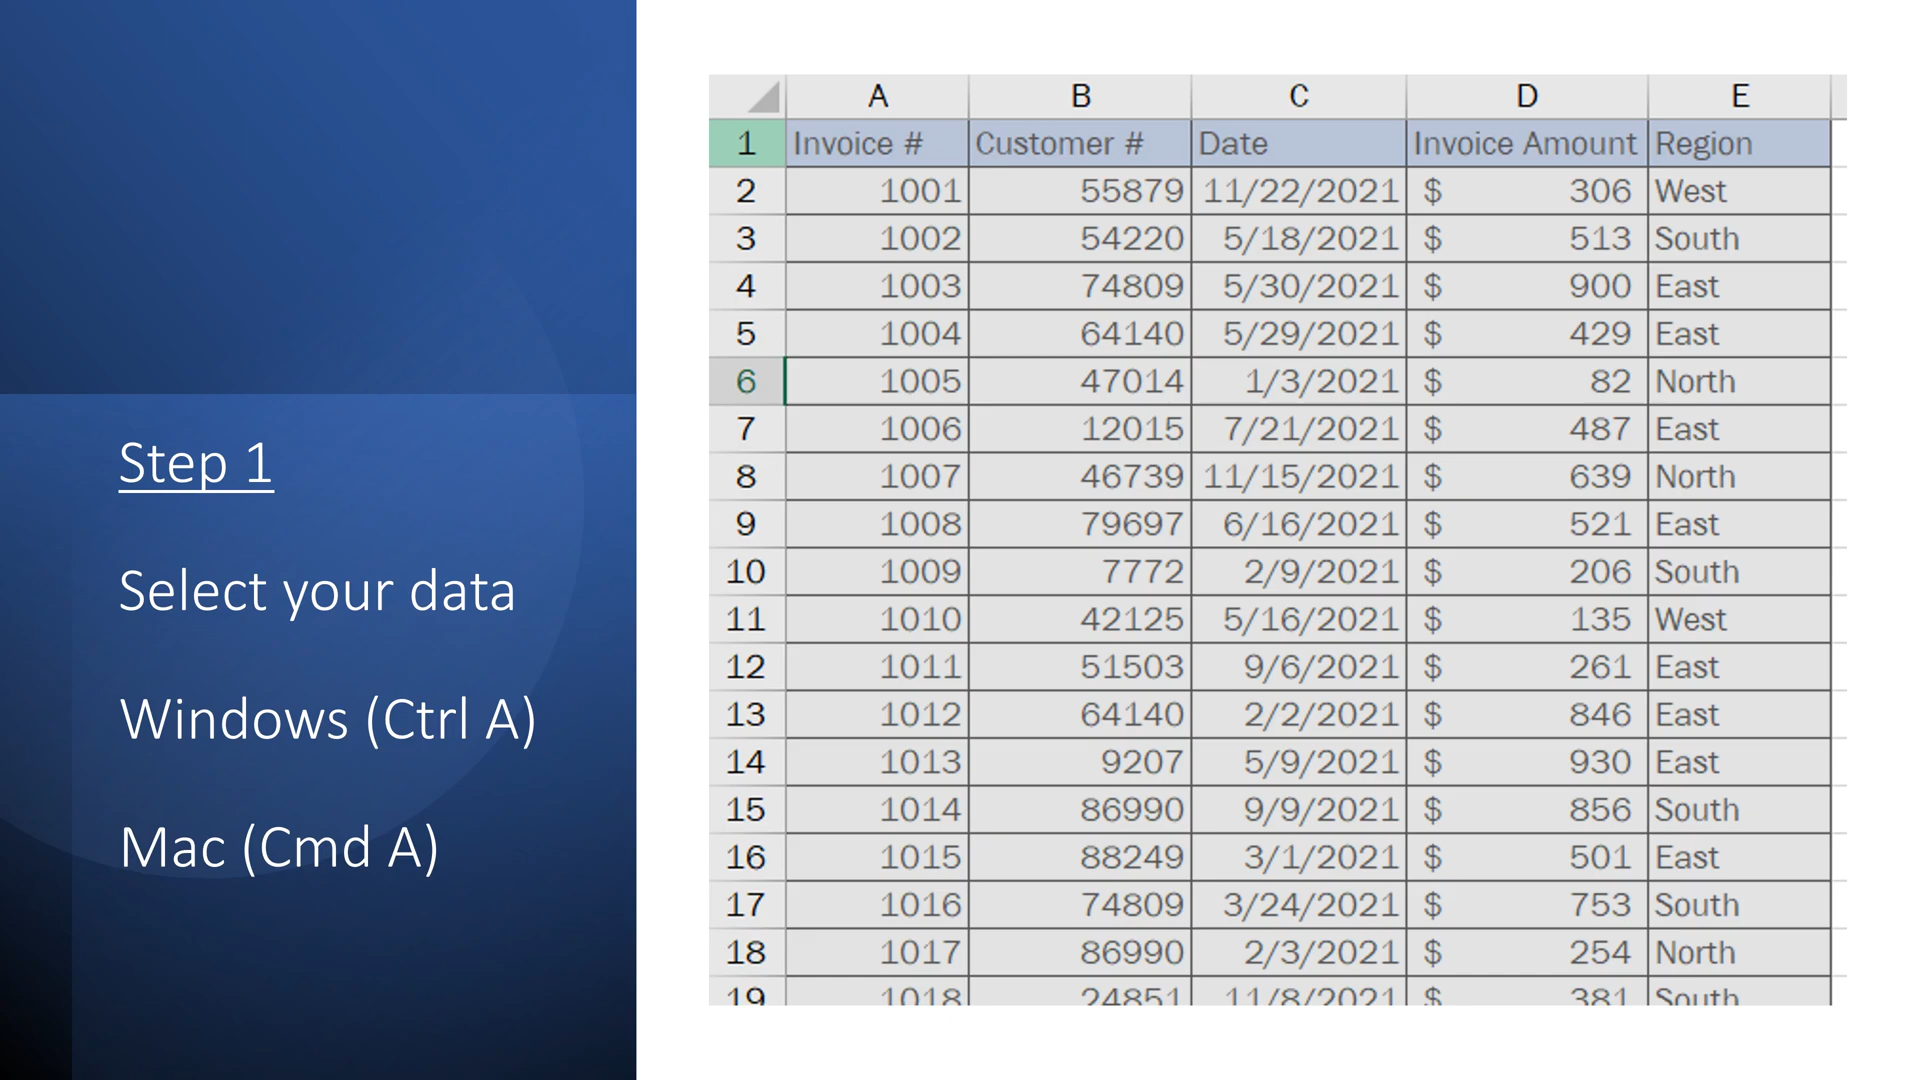 Step 1
Select your data
Windows (Ctrl A)
Mac (Cmd A)
A B C D E
1 Invoice # Customer # Date Invoice Amount Region
2 1001 55879 11/22/2021 $ 306 West
3 1002 54220 5/18/2021 $ 513 South
4 1003 74809 5/30/2021 $ 900 East
5 1004 64140 5/29/2021 $ 429 East
6 1005 47014 1/3/2021 $ 82 North
7 1006 12015 7/21/2021 $ 487 East
8 1007 46739 11/15/2021 $ 639 North
9 1008 79697 6/16/2021 $ 521 East
10 1009 7772 2/9/2021 $ 206 South
11 1010 42125 5/16/2021 $ 135 West
12 1011 51503 9/6/2021 $ 261 East
13 1012 64140 2/2/2021 $ 846 East
14 1013 9207 5/9/2021 $ 930 East
15 1014 86990 9/9/2021 $ 856 South
16 1015 88249 3/1/2021 $ 501 East
17 1016 74809 3/24/2021 $ 753 South
18 1017 86990 2/3/2021 $ 254 North
19 1018 24851 11/8/2021 $ 381 South